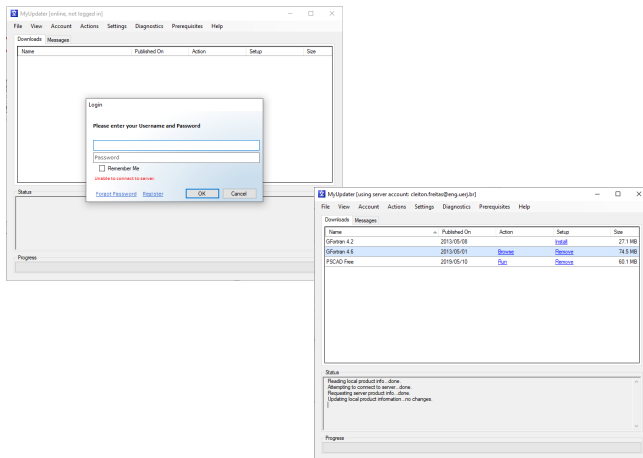 MyUpdater [online, not logged in]
File View Account Actions Settings Diagnostics Prerequisites Help
Downloads Messages
Name Published On Action Setup Size
Login
Please enter your Username and Password
Password
Remember Me
Unable to connect to server.
Forgot Password Register OK Cancel
Status
Progress
MyUpdater [using server account: cleiton.freitas@eng.uerj.br]
File View Account Actions Settings Diagnostics Prerequisites Help
Downloads Messages
Name Published On Action Setup Size
GFortran 4.2 2013/05/08 Install 27.1 MB
GFortran 4.6 2013/05/01 Browse Remove 74.5 MB
PSCAD Free 2019/05/10 Run Remove 60.1 MB
Status
Reading local product info...done.
Attempting to connect to server...done.
Requesting server product info...done.
Updating local product information...no changes.
Progress